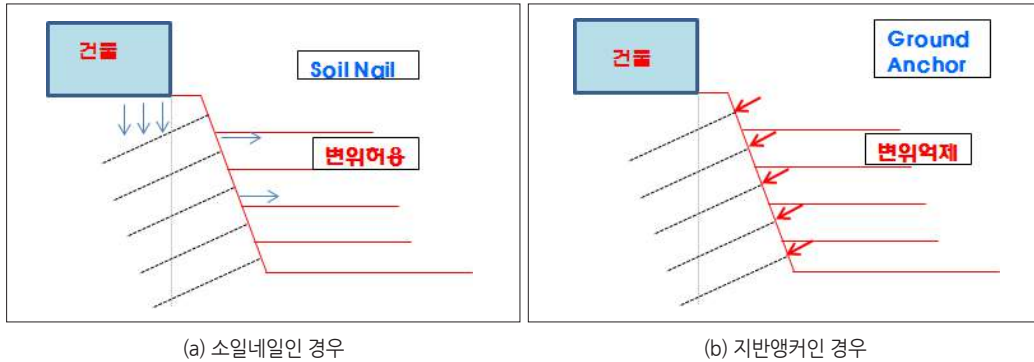 건물
Soil Nail
변위허용
(a) 소일네일인 경우
건물
Ground
Anchor
변위억제
(b) 지반앵커인 경우